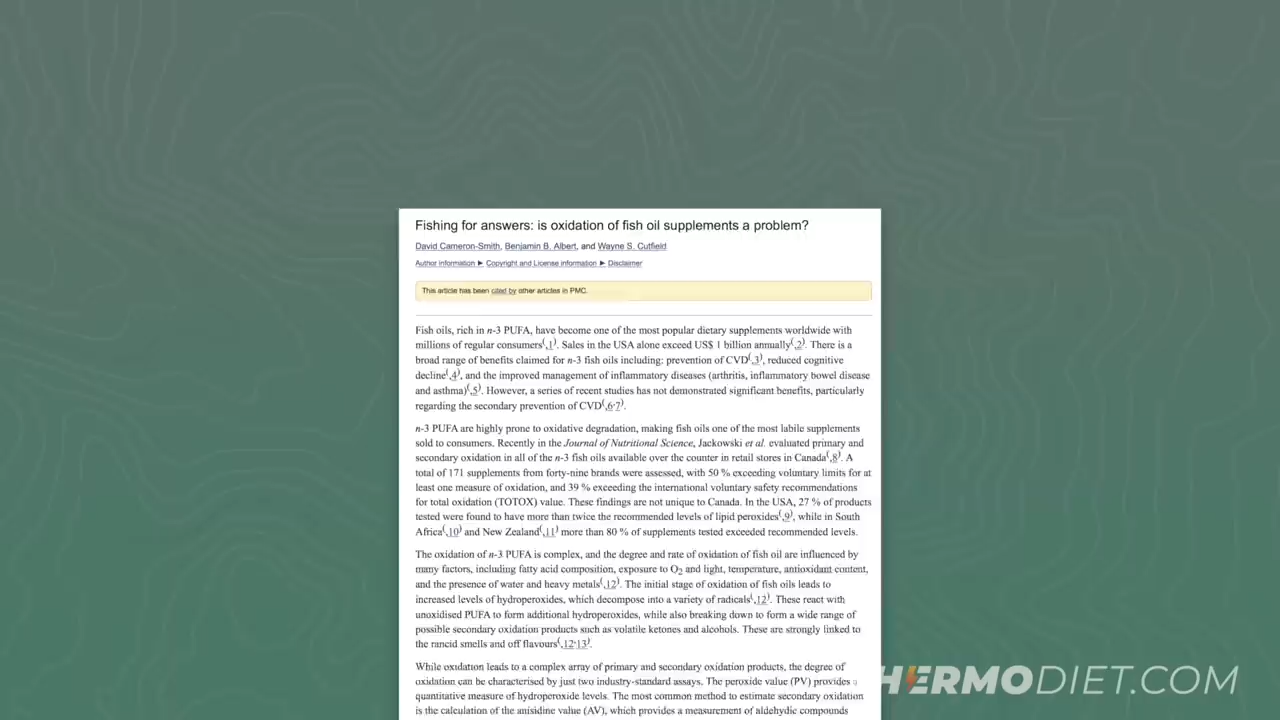 Fishing for answers: is oxidation of fish oil supplements a problem?
David Cameron-Smith, Benjamin B. Albert, and Wayne S. Cutfield
Author information ► Copyright and License information ► Disclaimer
This article has been cited by other articles in PMC.
Fish oils, rich in n-3 PUFA, have become one of the most popular dietary supplements worldwide with
millions of regular consumers(,1). Sales in the USA alone exceed US$ 1 billion annually(,2). There is a
broad range of benefits claimed for n-3 fish oils including: prevention of CVD(,3), reduced cognitive
decline(,4), and the improved management of inflammatory diseases (arthritis, inflammatory bowel disease
and asthma)(,5). However, a series of recent studies has not demonstrated significant benefits, particularly
regarding the secondary prevention of CVD(,6,7).
n-3 PUFA are highly prone to oxidative degradation, making fish oils one of the most labile supplements
sold to consumers. Recently in the Journal of Nutritional Science, Jackowski et al. evaluated primary and
secondary oxidation in all of the n-3 fish oils available over the counter in retail stores in Canada(,8). A
total of 171 supplements from forty-nine brands were assessed, with 50 % exceeding voluntary limits for at
least one measure of oxidation, and 39 % exceeding the international voluntary safety recommendations
for total oxidation (TOTOX) value. These findings are not unique to Canada. In the USA, 27 % of products
tested were found to have more than twice the recommended levels of lipid peroxides(,9), while in South
Africa(,10) and New Zealand(,11) more than 80 % of supplements tested exceeded recommended levels.
The oxidation of n-3 PUFA is complex, and the degree and rate of oxidation of fish oil are influenced by
many factors, including fatty acid composition, exposure to O2 and light, temperature, antioxidant content,
and the presence of water and heavy metals(,12). The initial stage of oxidation of fish oils leads to
increased levels of hydroperoxides, which decompose into a variety of radicals(,12). These react with
unoxidised PUFA to form additional hydroperoxides, while also breaking down to form a wide range of
possible secondary oxidation products such as volatile ketones and alcohols. These are strongly linked to
the rancid smells and off flavours(,12,13).
While oxidation leads to a complex array of primary and secondary oxidation products, the degree of
oxidation can be characterised by just two industry-standard assays. The peroxide value (PV) provides a
quantitative measure of hydroperoxide levels. The most common method to estimate secondary oxidation
is the calculation of the anisidine value (AV), which provides a measurement of aldehydic compounds
HERMODIET.COM